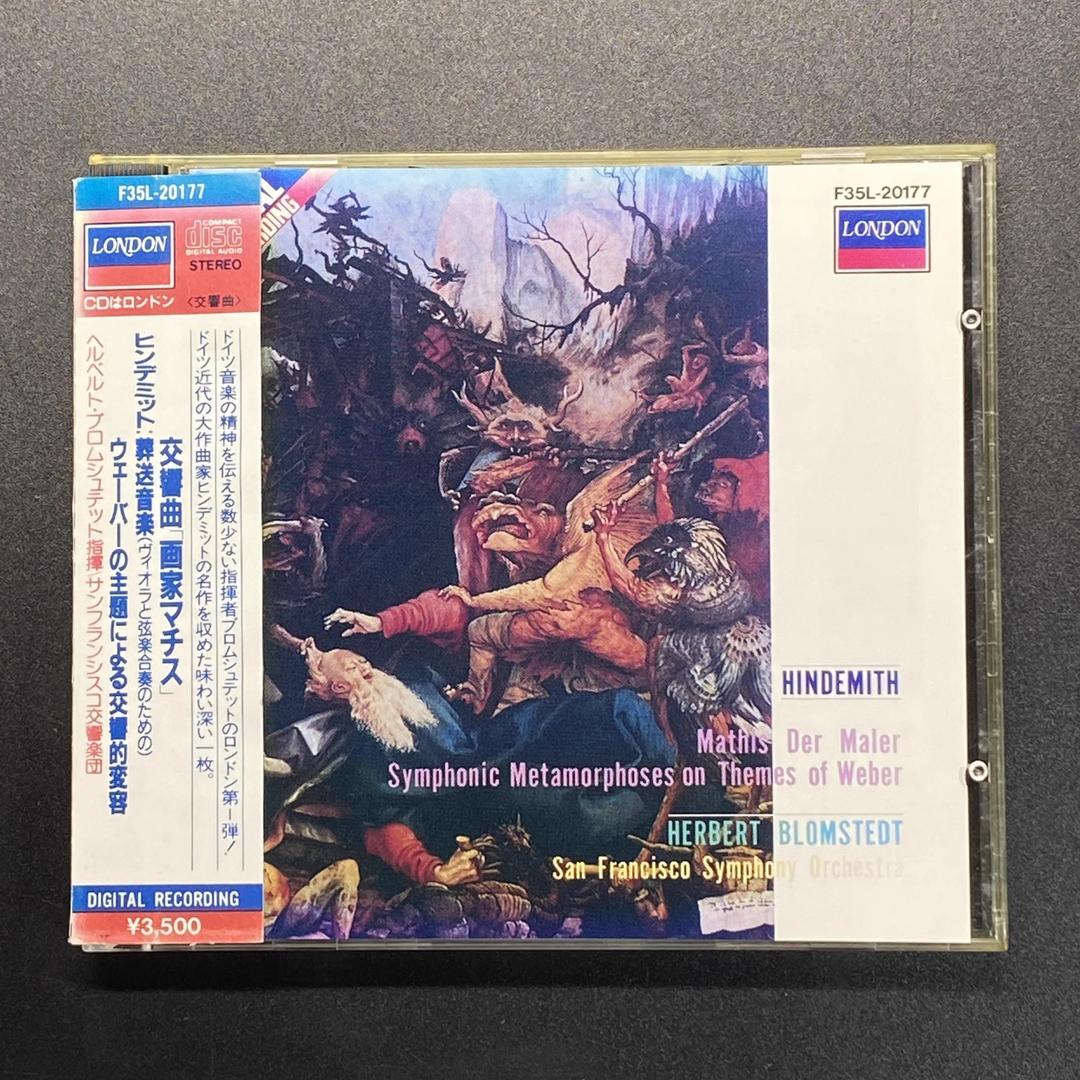 F35L-20177
LONDON
COMPACT
disc
DIGITAL AUDIO
STEREO
CDはロンドン
〈交響曲〉
ドイツ音楽の精神を伝える数少ない指揮者ブロムシュテットのロンドン第一弾!
ドイツ近代の大作曲家ヒンデミットの名作を収めた味わい深い一枚。
交響曲「画家マチス」
ヒンデミット:葬送音楽(ヴィオラと弦楽合奏のための)
ウェーバーの主題による交響的変容
ヘルベルト・ブロムシュテット指揮サンフランシスコ交響楽団
DIGITAL RECORDING
¥3,500
F35L-20177
LONDON
HINDEMITH
Mathis Der Maler
Symphonic Metamorphoses on Themes of Weber
HERBERT BLOMSTEDT
San Francisco Symphony Orchestra